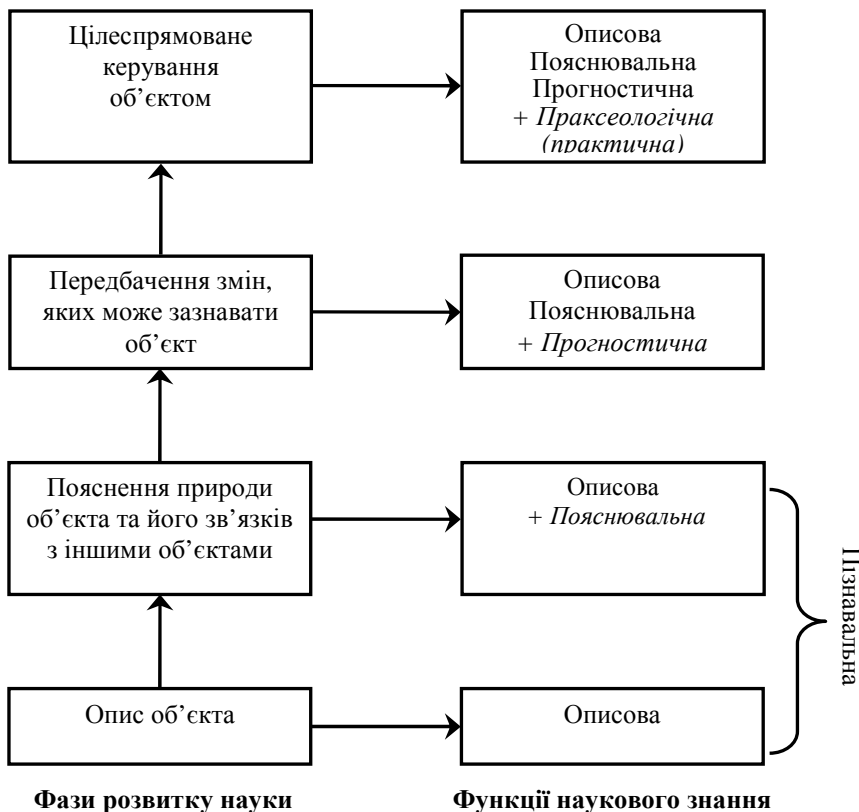 Цілеспрямоване
керування
об’єктом
Описова
Пояснювальна
Прогностична
+ Праксеологічна
(практична)
Передбачення змін,
яких може зазнавати
об’єкт
Описова
Пояснювальна
+ Прогностична
Пояснення природи
об’єкта та його зв’язків
з іншими об’єктами
Описова
+ Пояснювальна
Пізнавальна
Опис об’єкта
Описова
Фази розвитку науки
Функції наукового знання